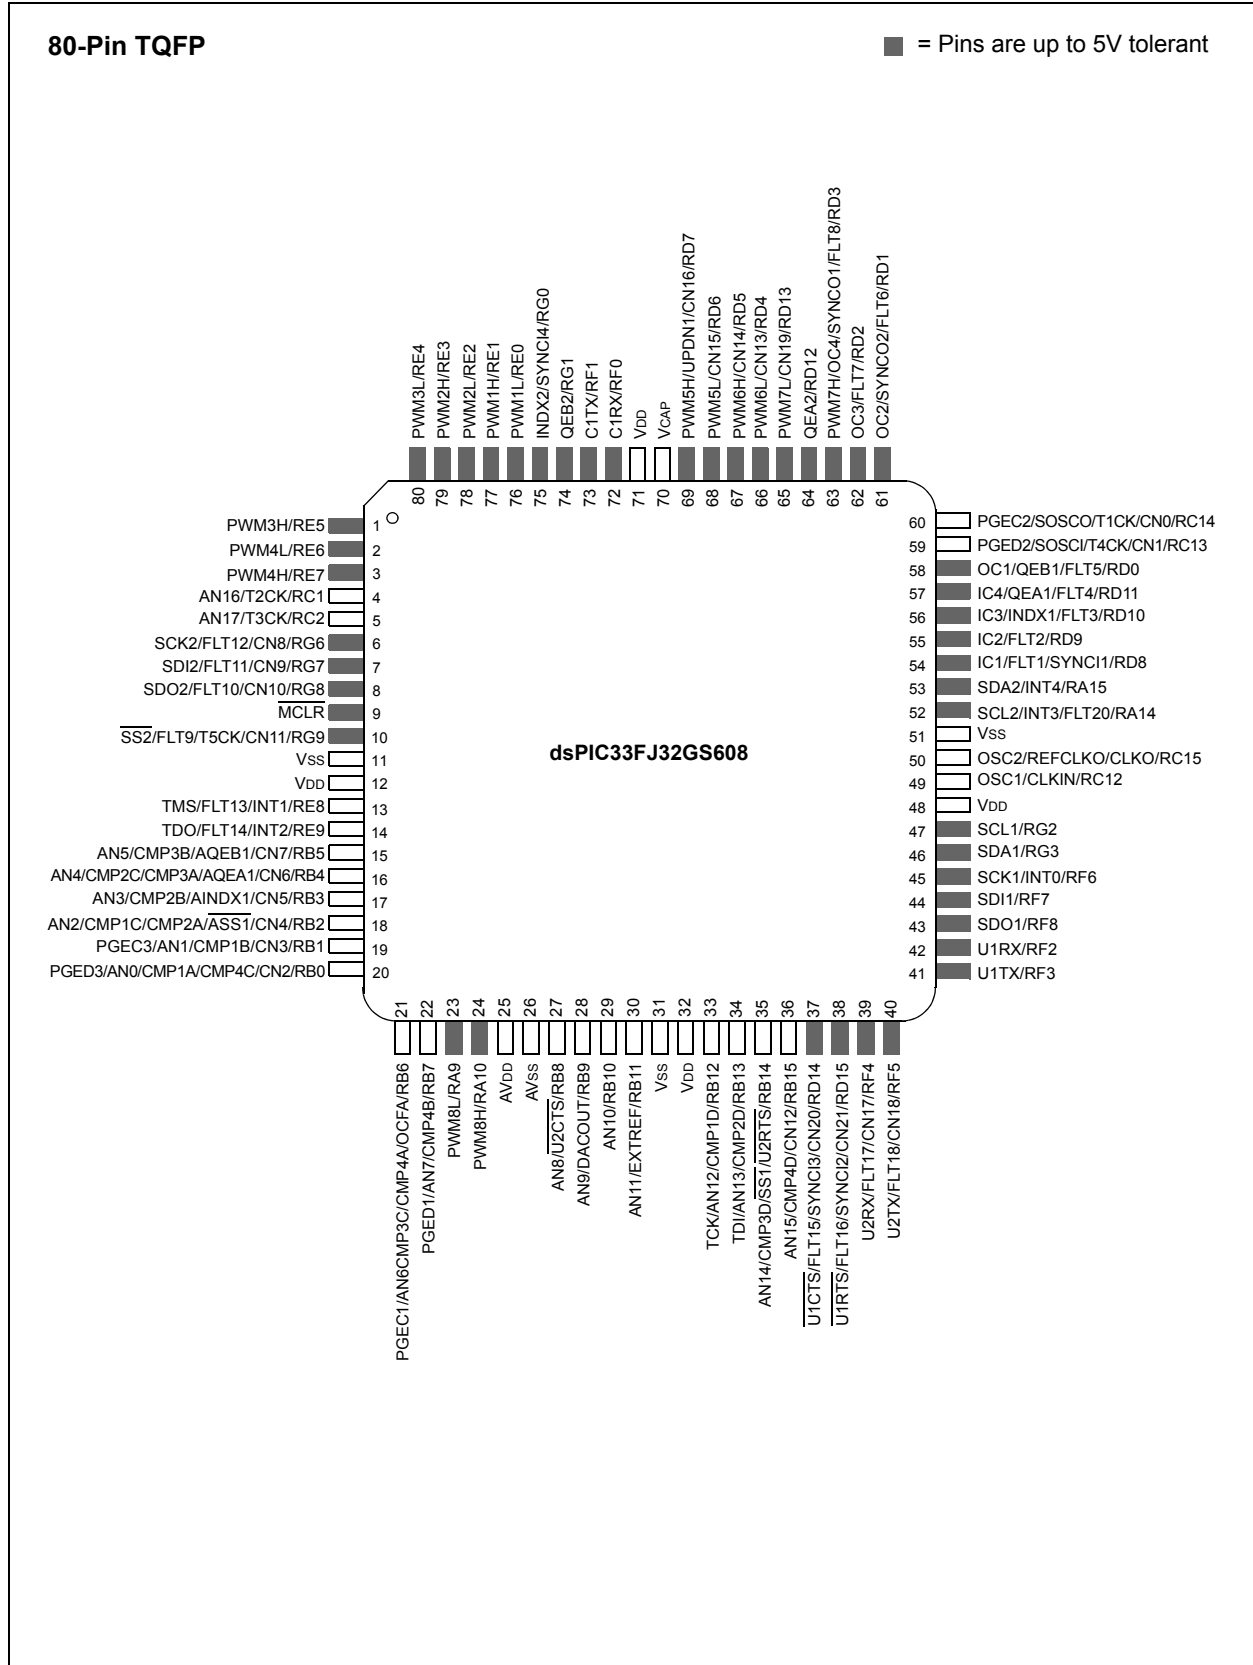 80-Pin TQFP
= Pins are up to 5V tolerant
PWM3L/RE4
PWM2H/RE3
PWM2L/RE2
PWM1H/RE1
PWM1L/RE0
INDX2/SYNCI4/RG0
QEB2/RG1
C1TX/RF1
C1RX/RF0
VDD
VCAP
PWM5H/UPDN1/CN16/RD7
PWM5L/CN15/RD6
PWM6H/CN14/RD5
PWM6L/CN13/RD4
PWM7L/CN19/RD13
QEA2/RD12
PWM7H/OC4/SYNCO1/FLT8/RD3
OC3/FLT7/RD2
OC2/SYNCO2/FLT6/RD1
80
79
78
77
76
75
74
73
72
71
70
69
68
67
66
65
64
63
62
61
PWM3H/RE5 1
PWM4L/RE6 2
PWM4H/RE7 3
AN16/T2CK/RC1 4
AN17/T3CK/RC2 5
SCK2/FLT12/CN8/RG6 6
SDI2/FLT11/CN9/RG7 7
SDO2/FLT10/CN10/RG8 8
MCLR 9
SS2/FLT9/T5CK/CN11/RG9 10
VSS 11
VDD 12
TMS/FLT13/INT1/RE8 13
TDO/FLT14/INT2/RE9 14
AN5/CMP3B/AQEB1/CN7/RB5 15
AN4/CMP2C/CMP3A/AQEA1/CN6/RB4 16
AN3/CMP2B/AINDX1/CN5/RB3 17
AN2/CMP1C/CMP2A/ASS1/CN4/RB2 18
PGEC3/AN1/CMP1B/CN3/RB1 19
PGED3/AN0/CMP1A/CMP4C/CN2/RB0 20
dsPIC33FJ32GS608
60 PGEC2/SOSCO/T1CK/CN0/RC14
59 PGED2/SOSCI/T4CK/CN1/RC13
58 OC1/QEB1/FLT5/RD0
57 IC4/QEA1/FLT4/RD11
56 IC3/INDX1/FLT3/RD10
55 IC2/FLT2/RD9
54 IC1/FLT1/SYNCI1/RD8
53 SDA2/INT4/RA15
52 SCL2/INT3/FLT20/RA14
51 VSS
50 OSC2/REFCLKO/CLKO/RC15
49 OSC1/CLKIN/RC12
48 VDD
47 SCL1/RG2
46 SDA1/RG3
45 SCK1/INT0/RF6
44 SDI1/RF7
43 SDO1/RF8
42 U1RX/RF2
41 U1TX/RF3
21
22
23
24
25
26
27
28
29
30
31
32
33
34
35
36
37
38
39
40
PGEC1/AN6CMP3C/CMP4A/OCFA/RB6
PGED1/AN7/CMP4B/RB7
PWM8L/RA9
PWM8H/RA10
AVDD
AVSS
AN8/U2CTS/RB8
AN9/DACOUT/RB9
AN10/RB10
AN11/EXTREF/RB11
VSS
VDD
TCK/AN12/CMP1D/RB12
TDI/AN13/CMP2D/RB13
AN14/CMP3D/SS1/U2RTS/RB14
AN15/CMP4D/CN12/RB15
U1CTS/FLT15/SYNCI3/CN20/RD14
U1RTS/FLT16/SYNCI2/CN21/RD15
U2RX/FLT17/CN17/RF4
U2TX/FLT18/CN18/RF5